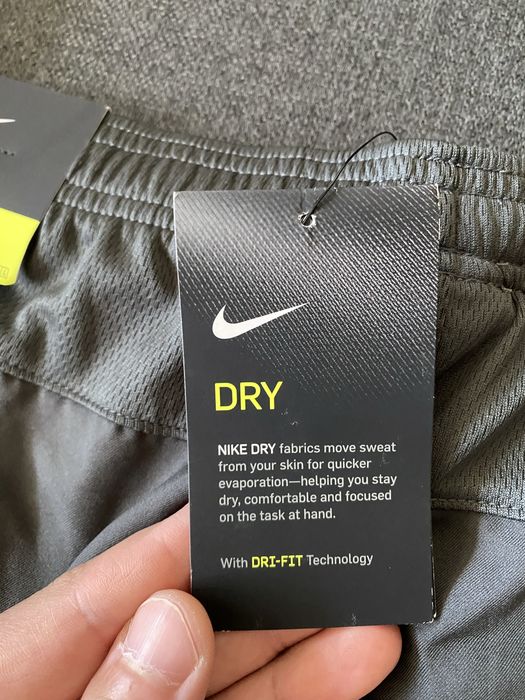 DRY
NIKE DRY fabrics move sweat
from your skin for quicker
evaporation—helping you stay
dry, comfortable and focused
on the task at hand.
With DRI-FIT Technology